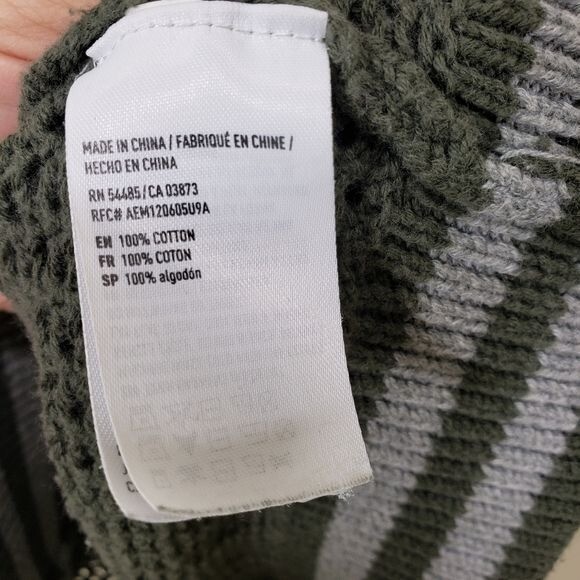 MADE IN CHINA / FABRIQUÉ EN CHINE /
HECHO EN CHINA
RN 54485 / CA 03873
RFC# AEM120605U9A
EN 100% COTTON
FR 100% COTON
SP 100% algodón